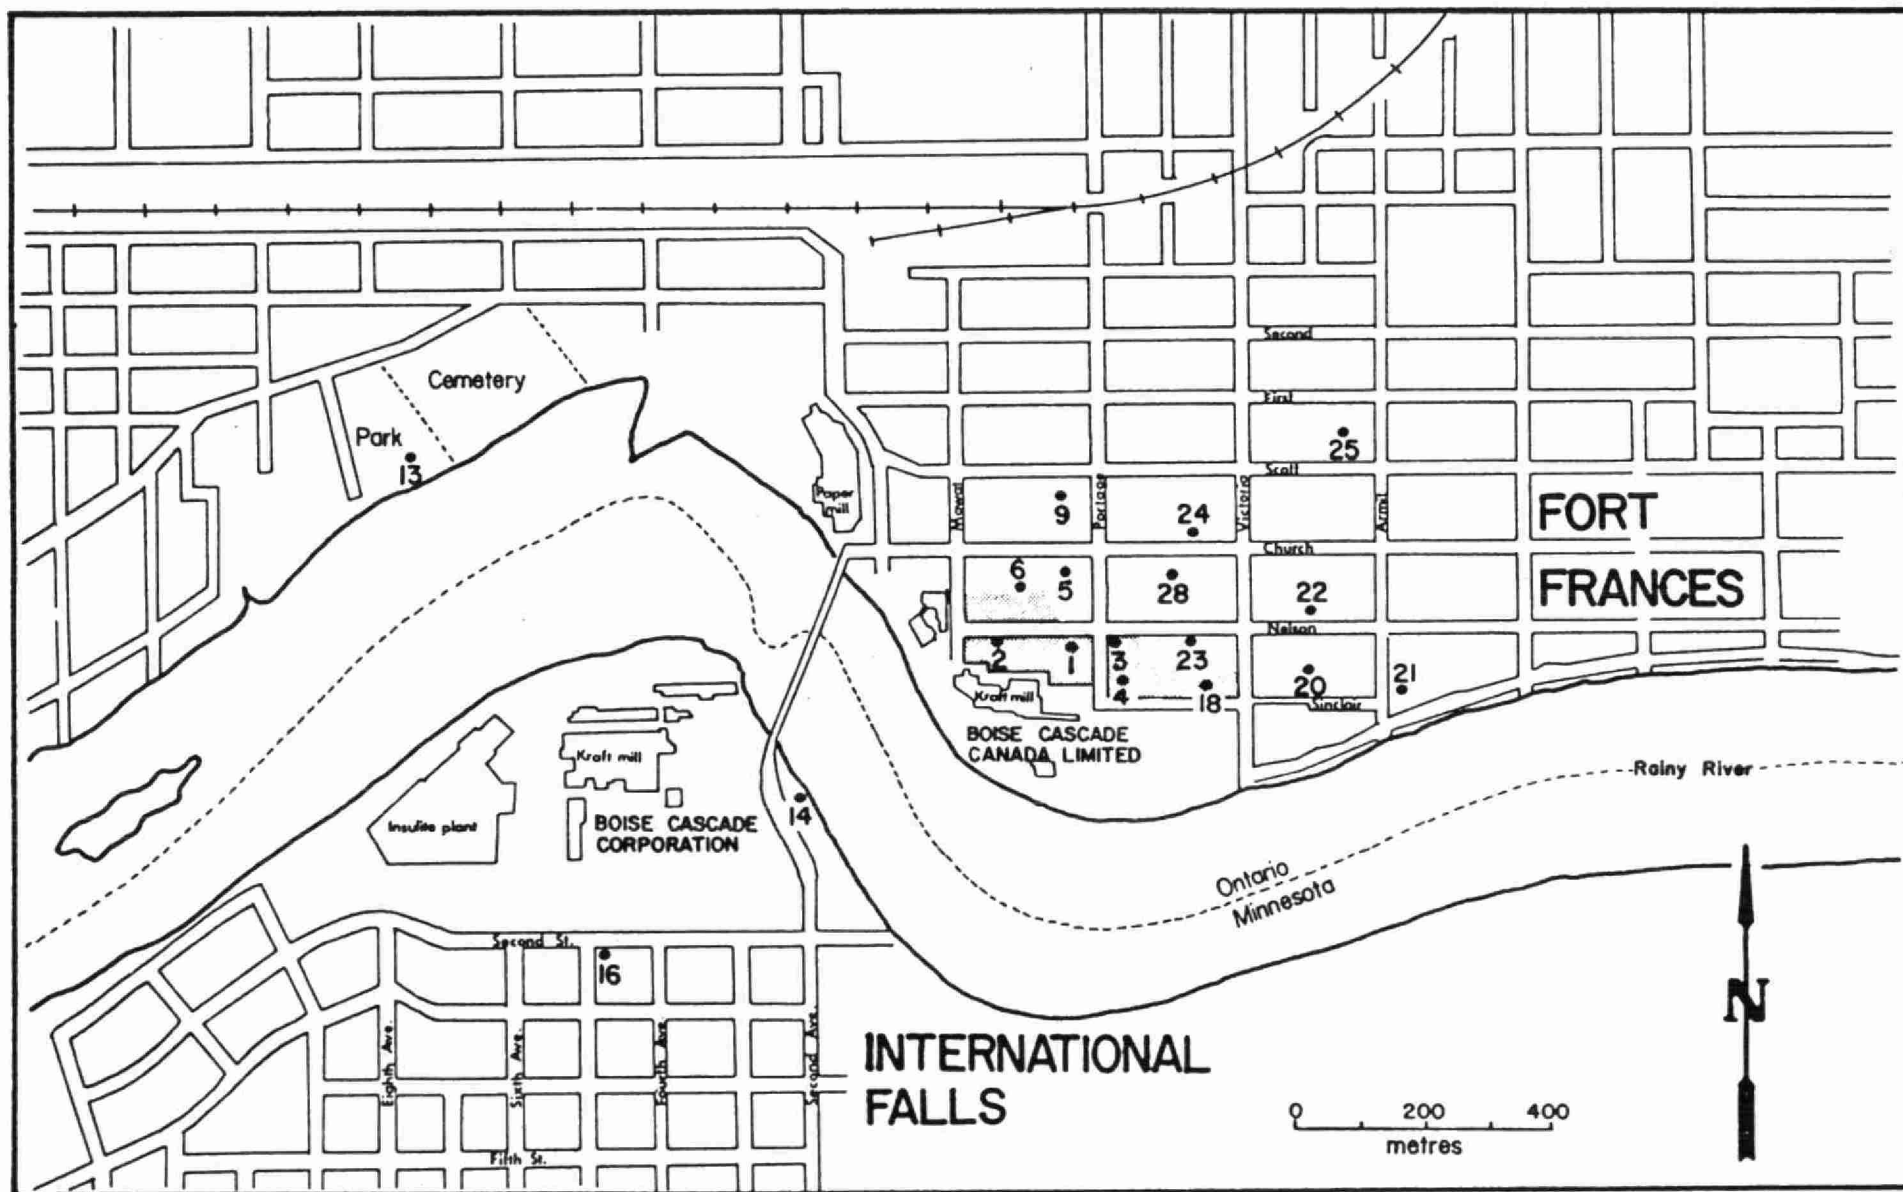 Second
Cemetery
First
Park
13
25
Scott
Paper
mill
Mowat
9
Portage
24
Victoria
Armit
FORT
Church
6
5
28
22
FRANCES
Nelson
2
1
3
23
20
21
4
18
Sinclair
Kraft mill
BOISE CASCADE
CANADA LIMITED
Kraft mill
Rainy River
14
Insulite plant
BOISE CASCADE
CORPORATION
Ontario
Minnesota
Second St.
16
N
Eighth Ave.
Sixth Ave.
Fourth Ave.
Second Ave.
INTERNATIONAL
FALLS
0 200 400
metres
Fifth St.